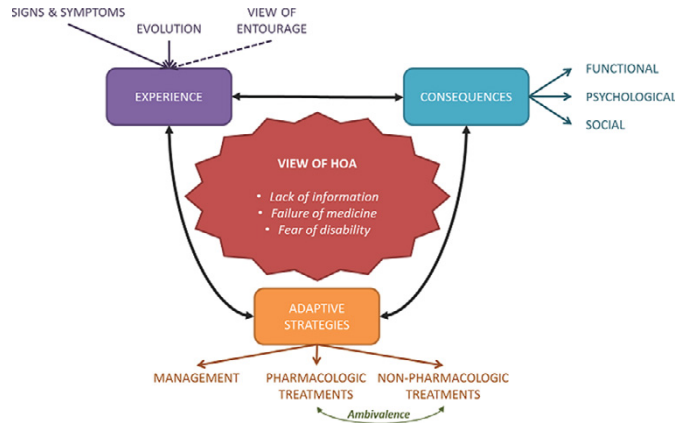 SIGNS & SYMPTOMS
EVOLUTION
VIEW OF
ENTOURAGE
EXPERIENCE
CONSEQUENCES
FUNCTIONAL
PSYCHOLOGICAL
SOCIAL
VIEW OF HOA
• Lack of information
• Failure of medicine
• Fear of disability
ADAPTIVE
STRATEGIES
MANAGEMENT
PHARMACOLOGIC
TREATMENTS
NON-PHARMACOLOGIC
TREATMENTS
Ambivalence